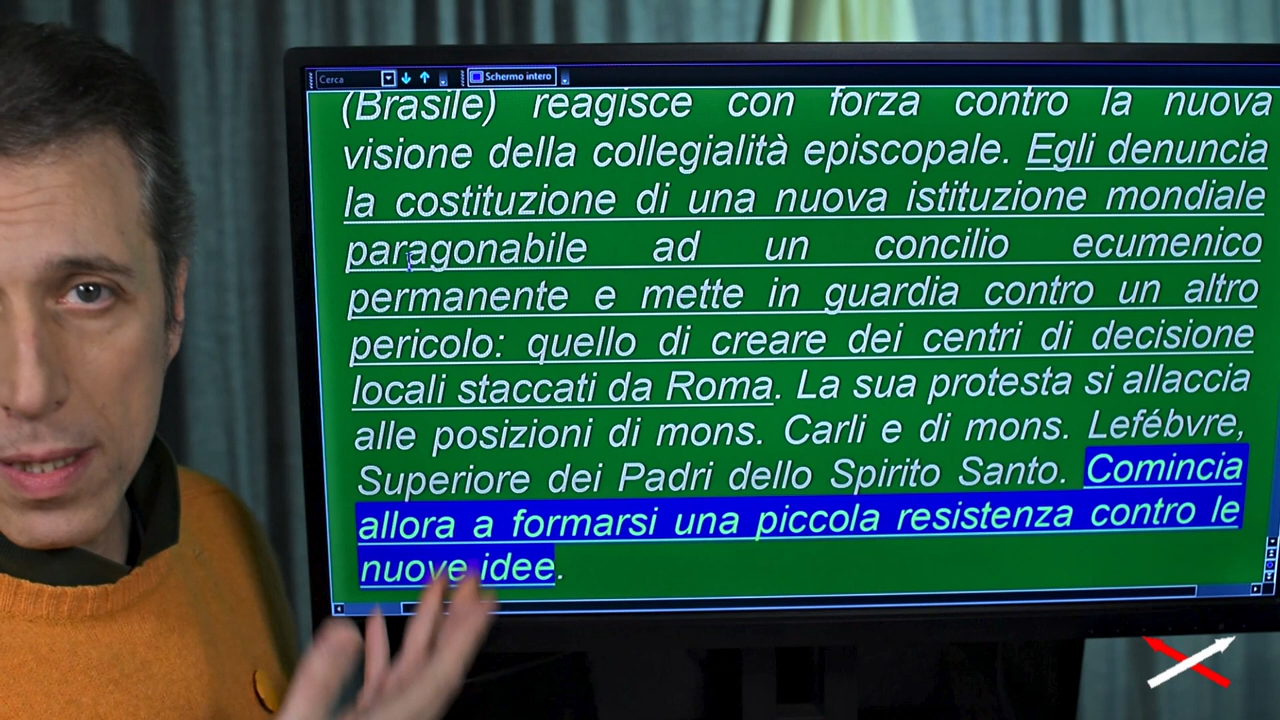 Cerca
Schermo intero
(Brasile) reagisce con forza contro la nuova
visione della collegialità episcopale. Egli denuncia
la costituzione di una nuova istituzione mondiale
paragonabile ad un concilio ecumenico
permanente e mette in guardia contro un altro
pericolo: quello di creare dei centri di decisione
locali staccati da Roma. La sua protesta si allaccia
alle posizioni di mons. Carli e di mons. Lefébvre,
Superiore dei Padri dello Spirito Santo. Comincia
allora a formarsi una piccola resistenza contro le
nuove idee.